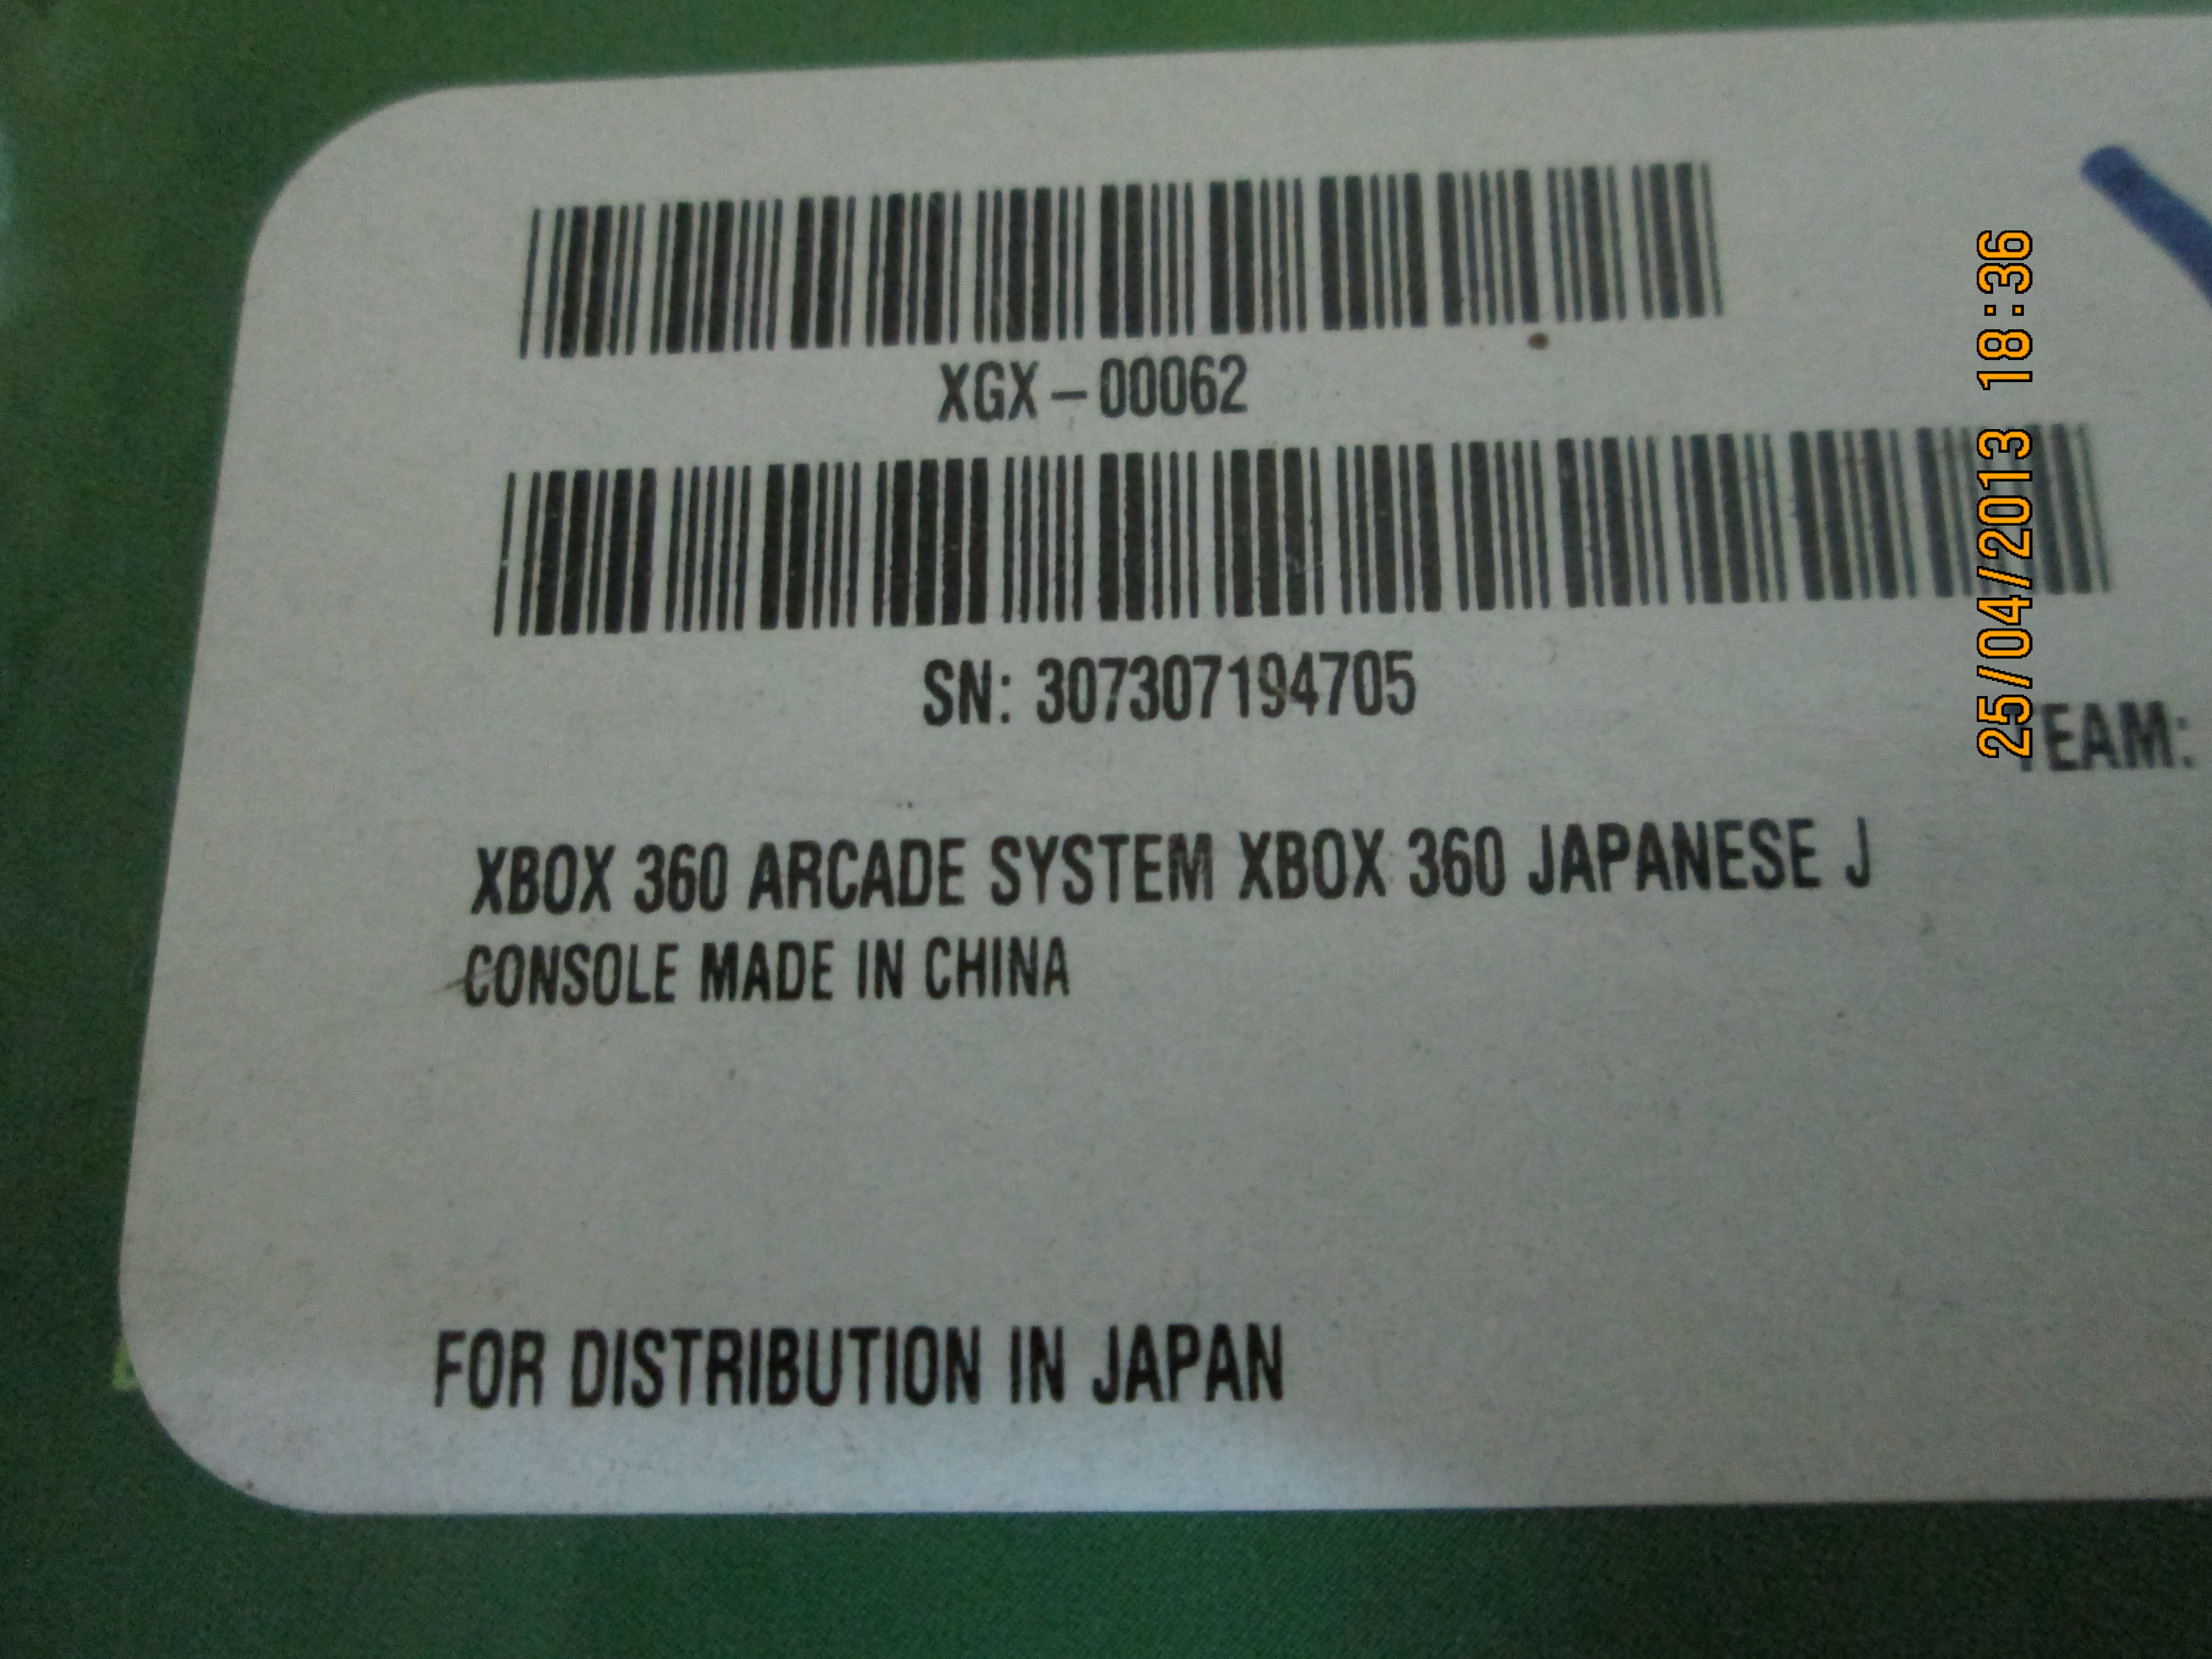 XGX – 00062
SN: 307307194705
TEAM:
XBOX 360 ARCADE SYSTEM XBOX 360 JAPANESE J
CONSOLE MADE IN CHINA
FOR DISTRIBUTION IN JAPAN
25/04/2013 18:36